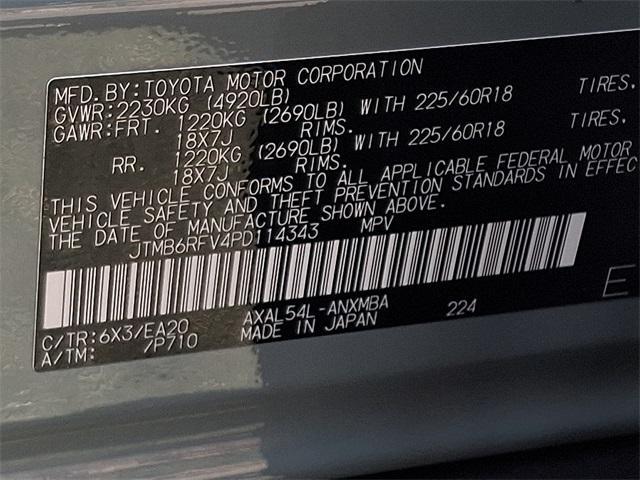 MFD. BY: TOYOTA MOTOR CORPORATION
GVWR: 2230KG (4920LB)
GAWR: FRT. 1220KG (2690LB) WITH 225/60R18 TIRES.
18X7J RIMS.
RR. 1220KG (2690LB) WITH 225/60R18 TIRES.
18X7J RIMS.
THIS VEHICLE CONFORMS TO ALL APPLICABLE FEDERAL MOTOR
VEHICLE SAFETY AND THEFT PREVENTION STANDARDS IN EFFEC
THE DATE OF MANUFACTURE SHOWN ABOVE.
JTMB6RFV4PD114343 MPV
C/TR: 6X3/EA20 AXAL54L-ANXMBA 224
A/TM: /P710 MADE IN JAPAN
E